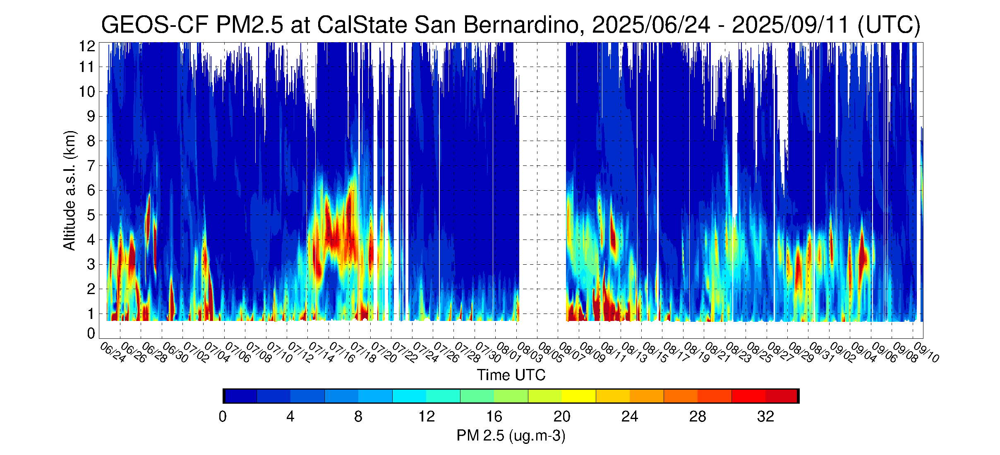 GEOS-CF PM2.5 at CalState San Bernardino, 2025/06/24 - 2025/09/11 (UTC)
12
11
10
9
8
7
6
5
4
3
2
1
0
Altitude a.s.l. (km)
06/24 06/26 06/28 06/30 07/02 07/04 07/06 07/08 07/10 07/12 07/14 07/16 07/18 07/20 07/22 07/24 07/26 07/28 07/30 08/01 08/03 08/05 08/07 08/09 08/11 08/13 08/15 08/17 08/19 08/21 08/23 08/25 08/27 08/29 08/31 09/02 09/04 09/06 09/08 09/10
Time UTC
0 4 8 12 16 20 24 28 32
PM 2.5 (ug.m-3)